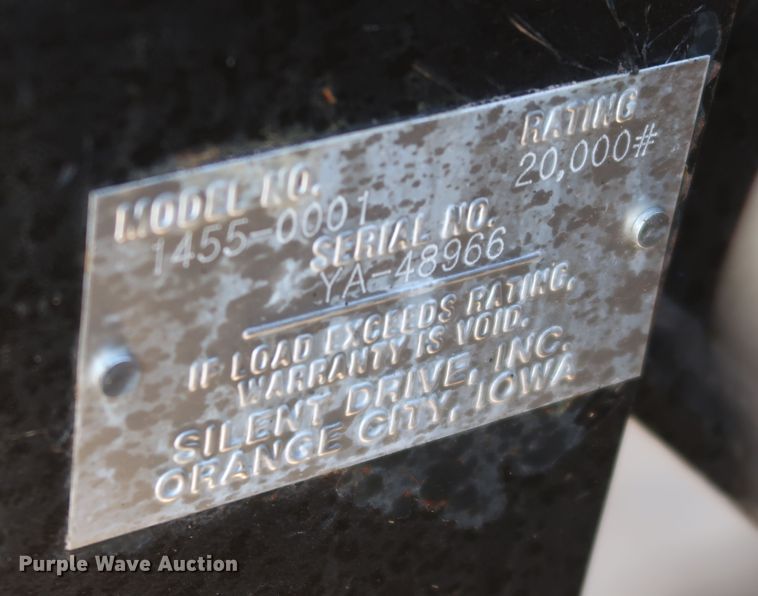 MODEL NO. RATING
1455-0001 20,000#
SERIAL NO.
YA-48966
IF LOAD EXCEEDS RATING,
WARRANTY IS VOID.
SILENT DRIVE, INC.
ORANGE CITY, IOWA
Purple Wave Auction